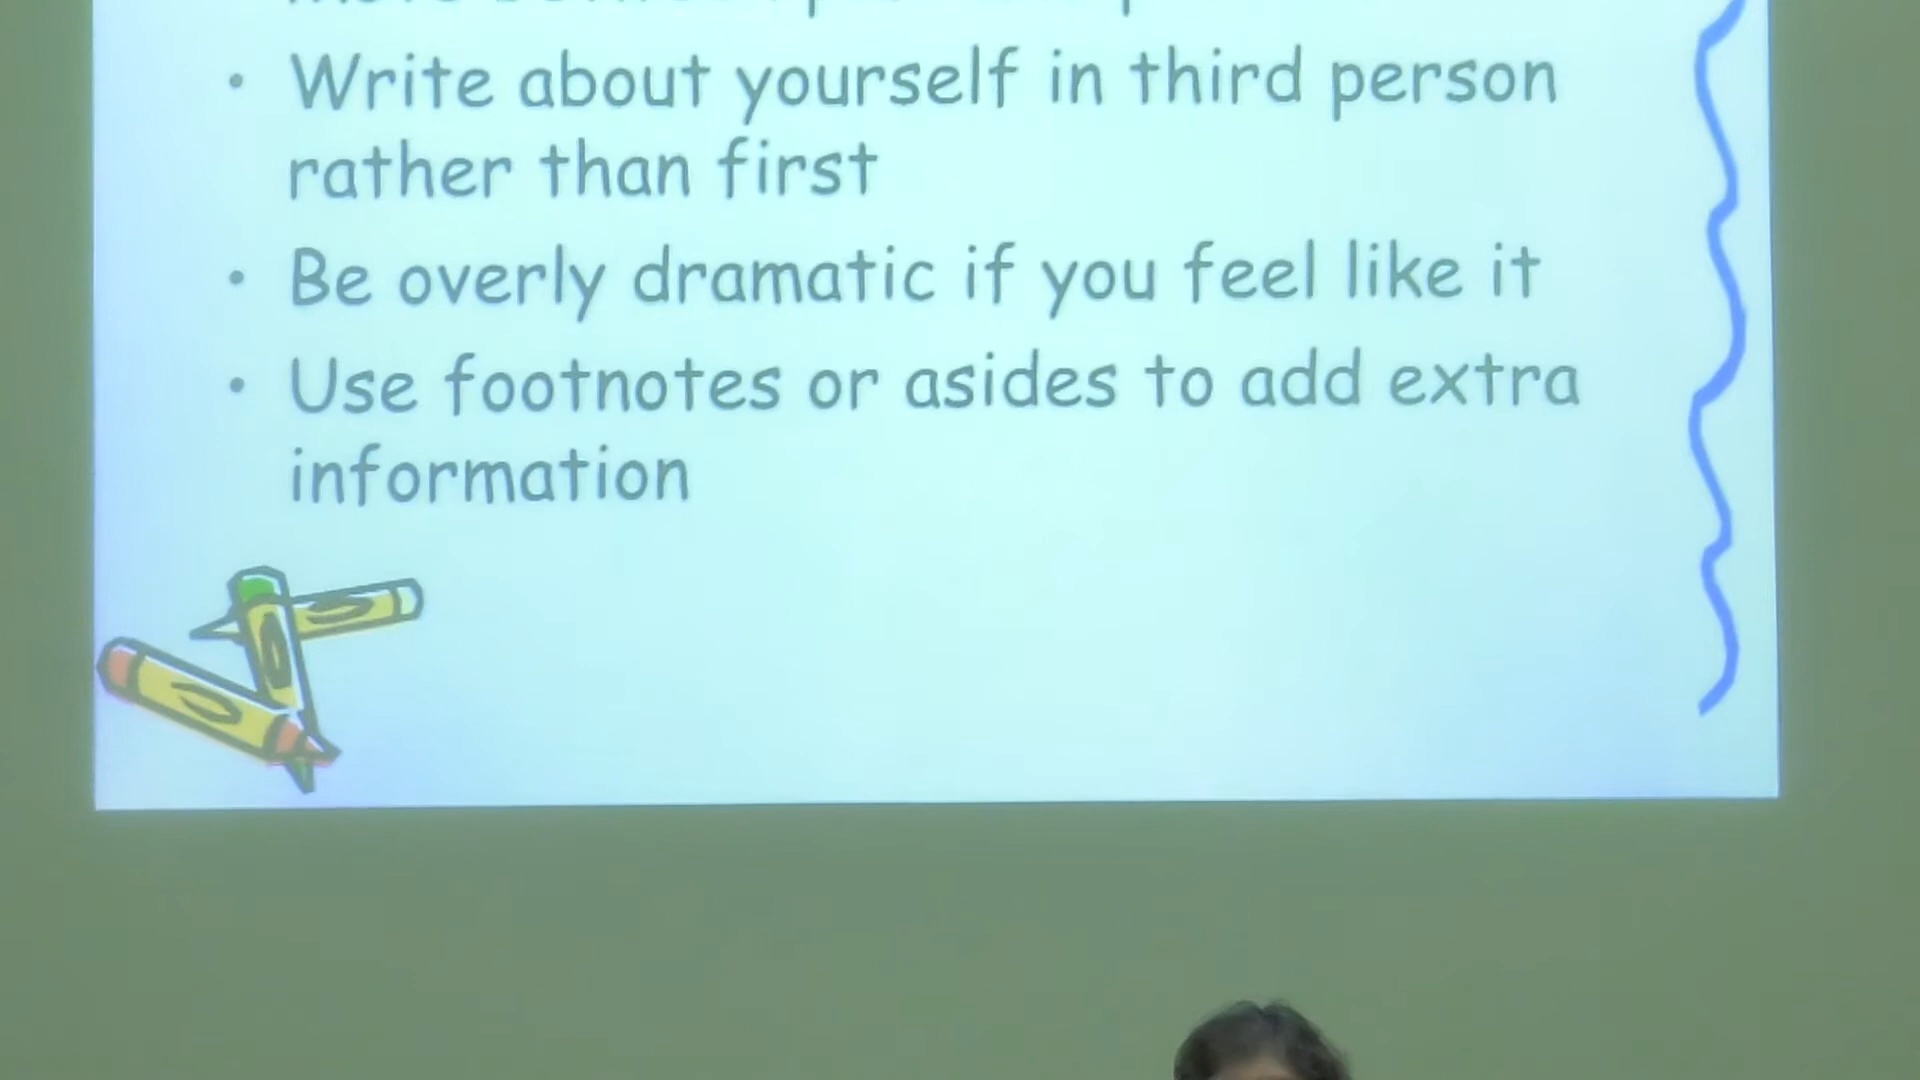 • Write about yourself in third person
rather than first
• Be overly dramatic if you feel like it
• Use footnotes or asides to add extra
information